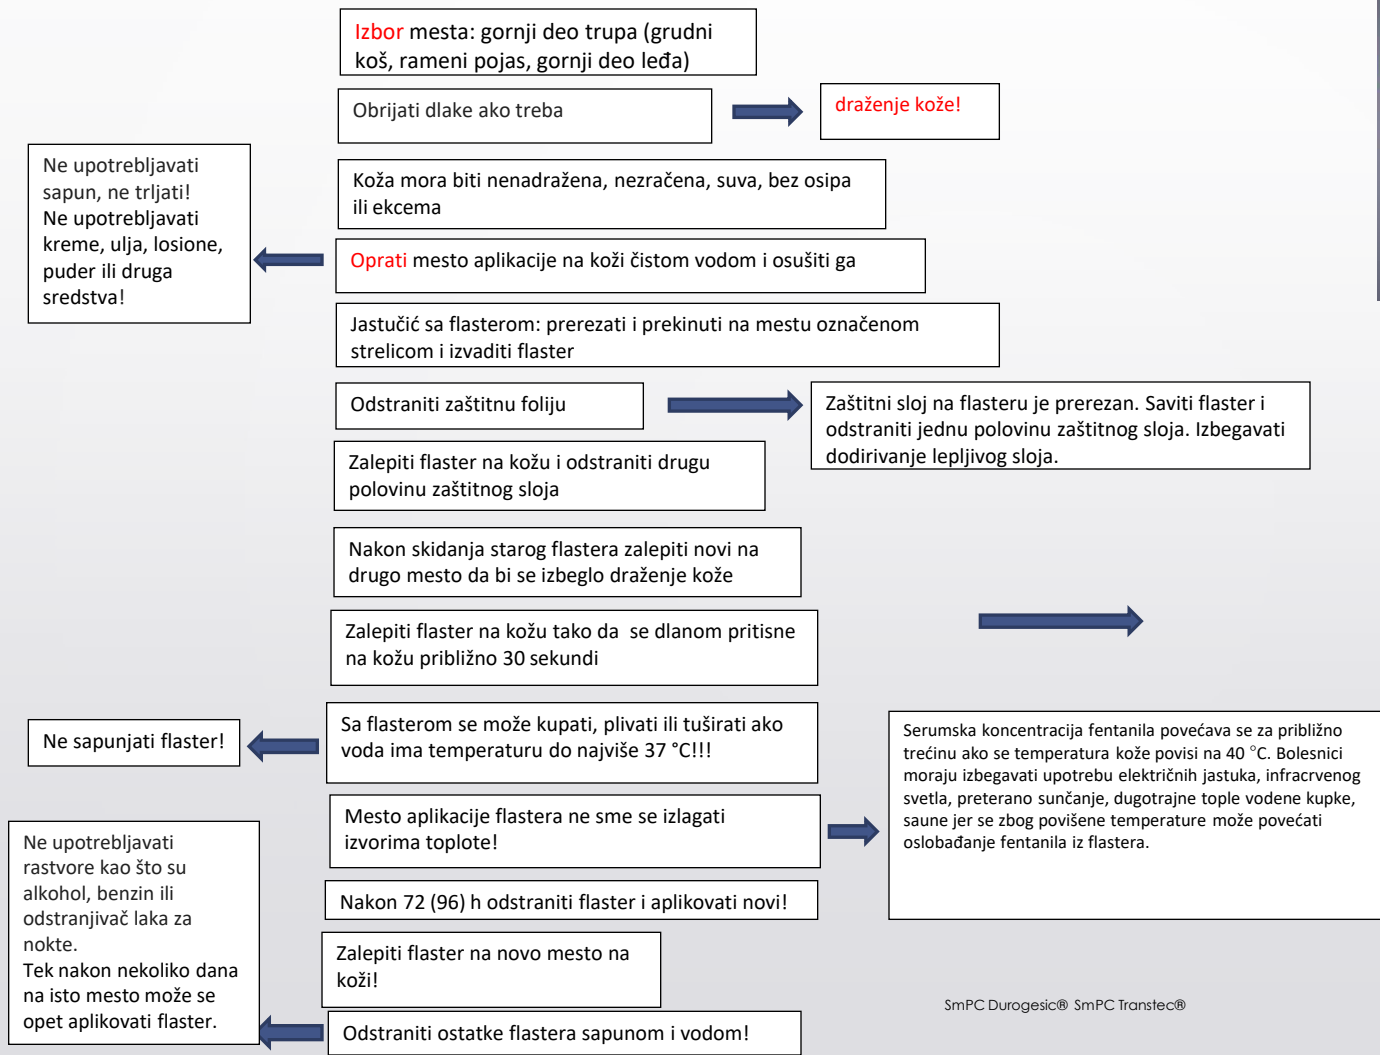 Izbor mesta: gornji deo trupa (grudni
koš, rameni pojas, gornji deo leđa)
Obrijati dlake ako treba
draženje kože!
Koža mora biti nenadražena, nezračena, suva, bez osipa
ili ekcema
Oprati mesto aplikacije na koži čistom vodom i osušiti ga
Ne upotrebljavati
sapun, ne trljati!
Ne upotrebljavati
kreme, ulja, losione,
puder ili druga
sredstva!
Jastučić sa flasterom: prerezati i prekinuti na mestu označenom
strelicom i izvaditi flaster
Odstraniti zaštitnu foliju
Zaštitni sloj na flasteru je prerezan. Saviti flaster i
odstraniti jednu polovinu zaštitnog sloja. Izbegavati
dodirivanje lepljivog sloja.
Zalepiti flaster na kožu i odstraniti drugu
polovinu zaštitnog sloja
Nakon skidanja starog flastera zalepiti novi na
drugo mesto da bi se izbeglo draženje kože
Zalepiti flaster na kožu tako da  se dlanom pritisne
na kožu približno 30 sekundi
Sa flasterom se može kupati, plivati ili tuširati ako
voda ima temperaturu do najviše 37 °C!!!
Ne sapunjati flaster!
Mesto aplikacije flastera ne sme se izlagati
izvorima toplote!
Serumska koncentracija fentanila povećava se za približno
trećinu ako se temperatura kože povisi na 40 °C. Bolesnici
moraju izbegavati upotrebu električnih jastuka, infracrvenog
svetla, preterano sunčanje, dugotrajne tople vodene kupke,
saune jer se zbog povišene temperature može povećati
oslobađanje fentanila iz flastera.
Nakon 72 (96) h odstraniti flaster i aplikovati novi!
Zalepiti flaster na novo mesto na
koži!
Odstraniti ostatke flastera sapunom i vodom!
Ne upotrebljavati
rastvore kao što su
alkohol, benzin ili
odstranjivač laka za
nokte.
Tek nakon nekoliko dana
na isto mesto može se
opet aplikovati flaster.
SmPC Durogesic® SmPC Transtec®